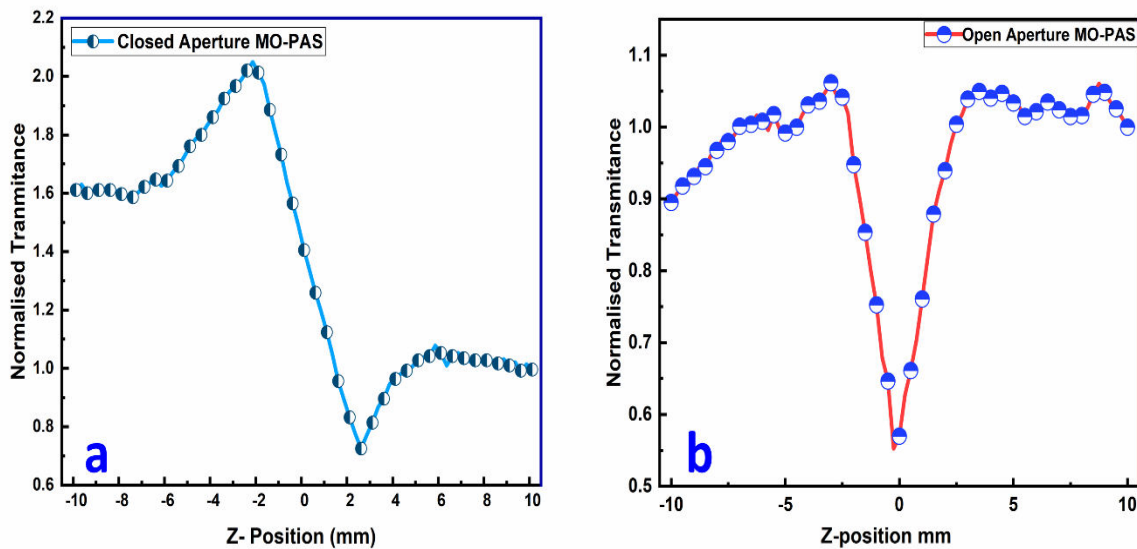 Closed Aperture MO-PAS
Normalised Tranmitance
2.2
2.0
1.8
1.6
1.4
1.2
1.0
0.8
0.6
a
-10 -8 -6 -4 -2 0 2 4 6 8 10
Z- Position (mm)
Open Aperture MO-PAS
Normalised Transmitance
1.1
1.0
0.9
0.8
0.7
0.6
0.5
b
-10 -5 0 5 10
Z-position mm